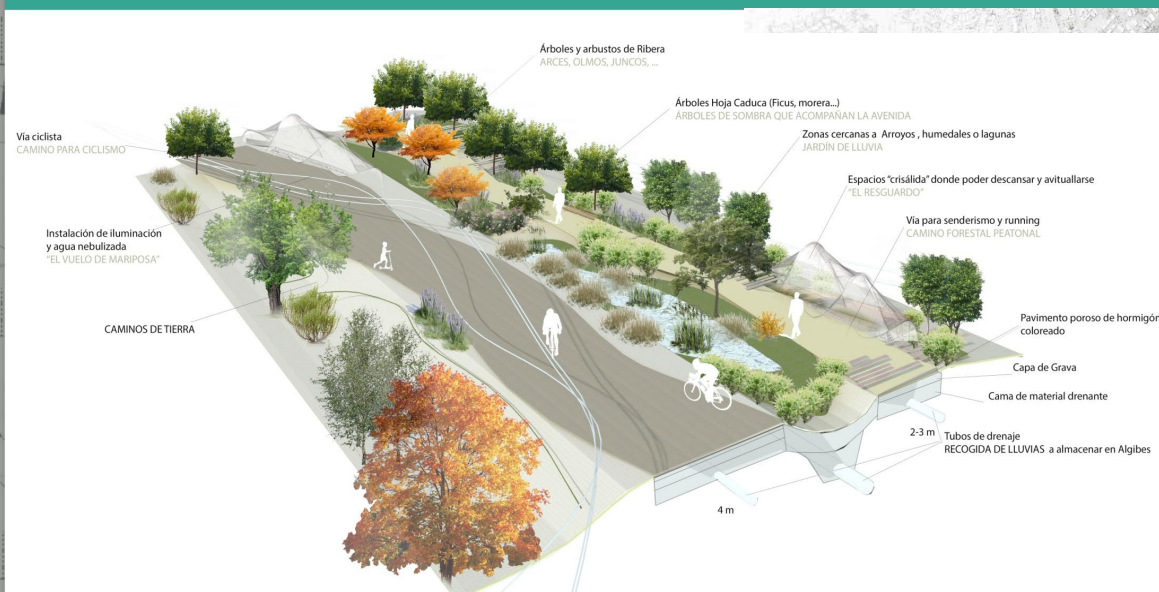 Árboles y arbustos de Ribera
ARCES, OLMOS, JUNCOS, ...
Árboles Hoja Caduca (Ficus, morera...)
ÁRBOLES DE SOMBRA QUE ACOMPAÑAN LA AVENIDA
Vía ciclista
CAMINO PARA CICLISMO
Zonas cercanas a Arroyos , humedales o lagunas
JARDÍN DE LLUVIA
Espacios "crisálida" donde poder descansar y avituallarse
"EL RESGUARDO"
Vía para senderismo y running
CAMINO FORESTAL PEATONAL
Instalación de iluminación
y agua nebulizada
"EL VUELO DE MARIPOSA"
CAMINOS DE TIERRA
Pavimento poroso de hormigón
coloreado
Capa de Grava
Cama de material drenante
2-3 m
Tubos de drenaje
RECOGIDA DE LLUVIAS a almacenar en Algibes
4 m